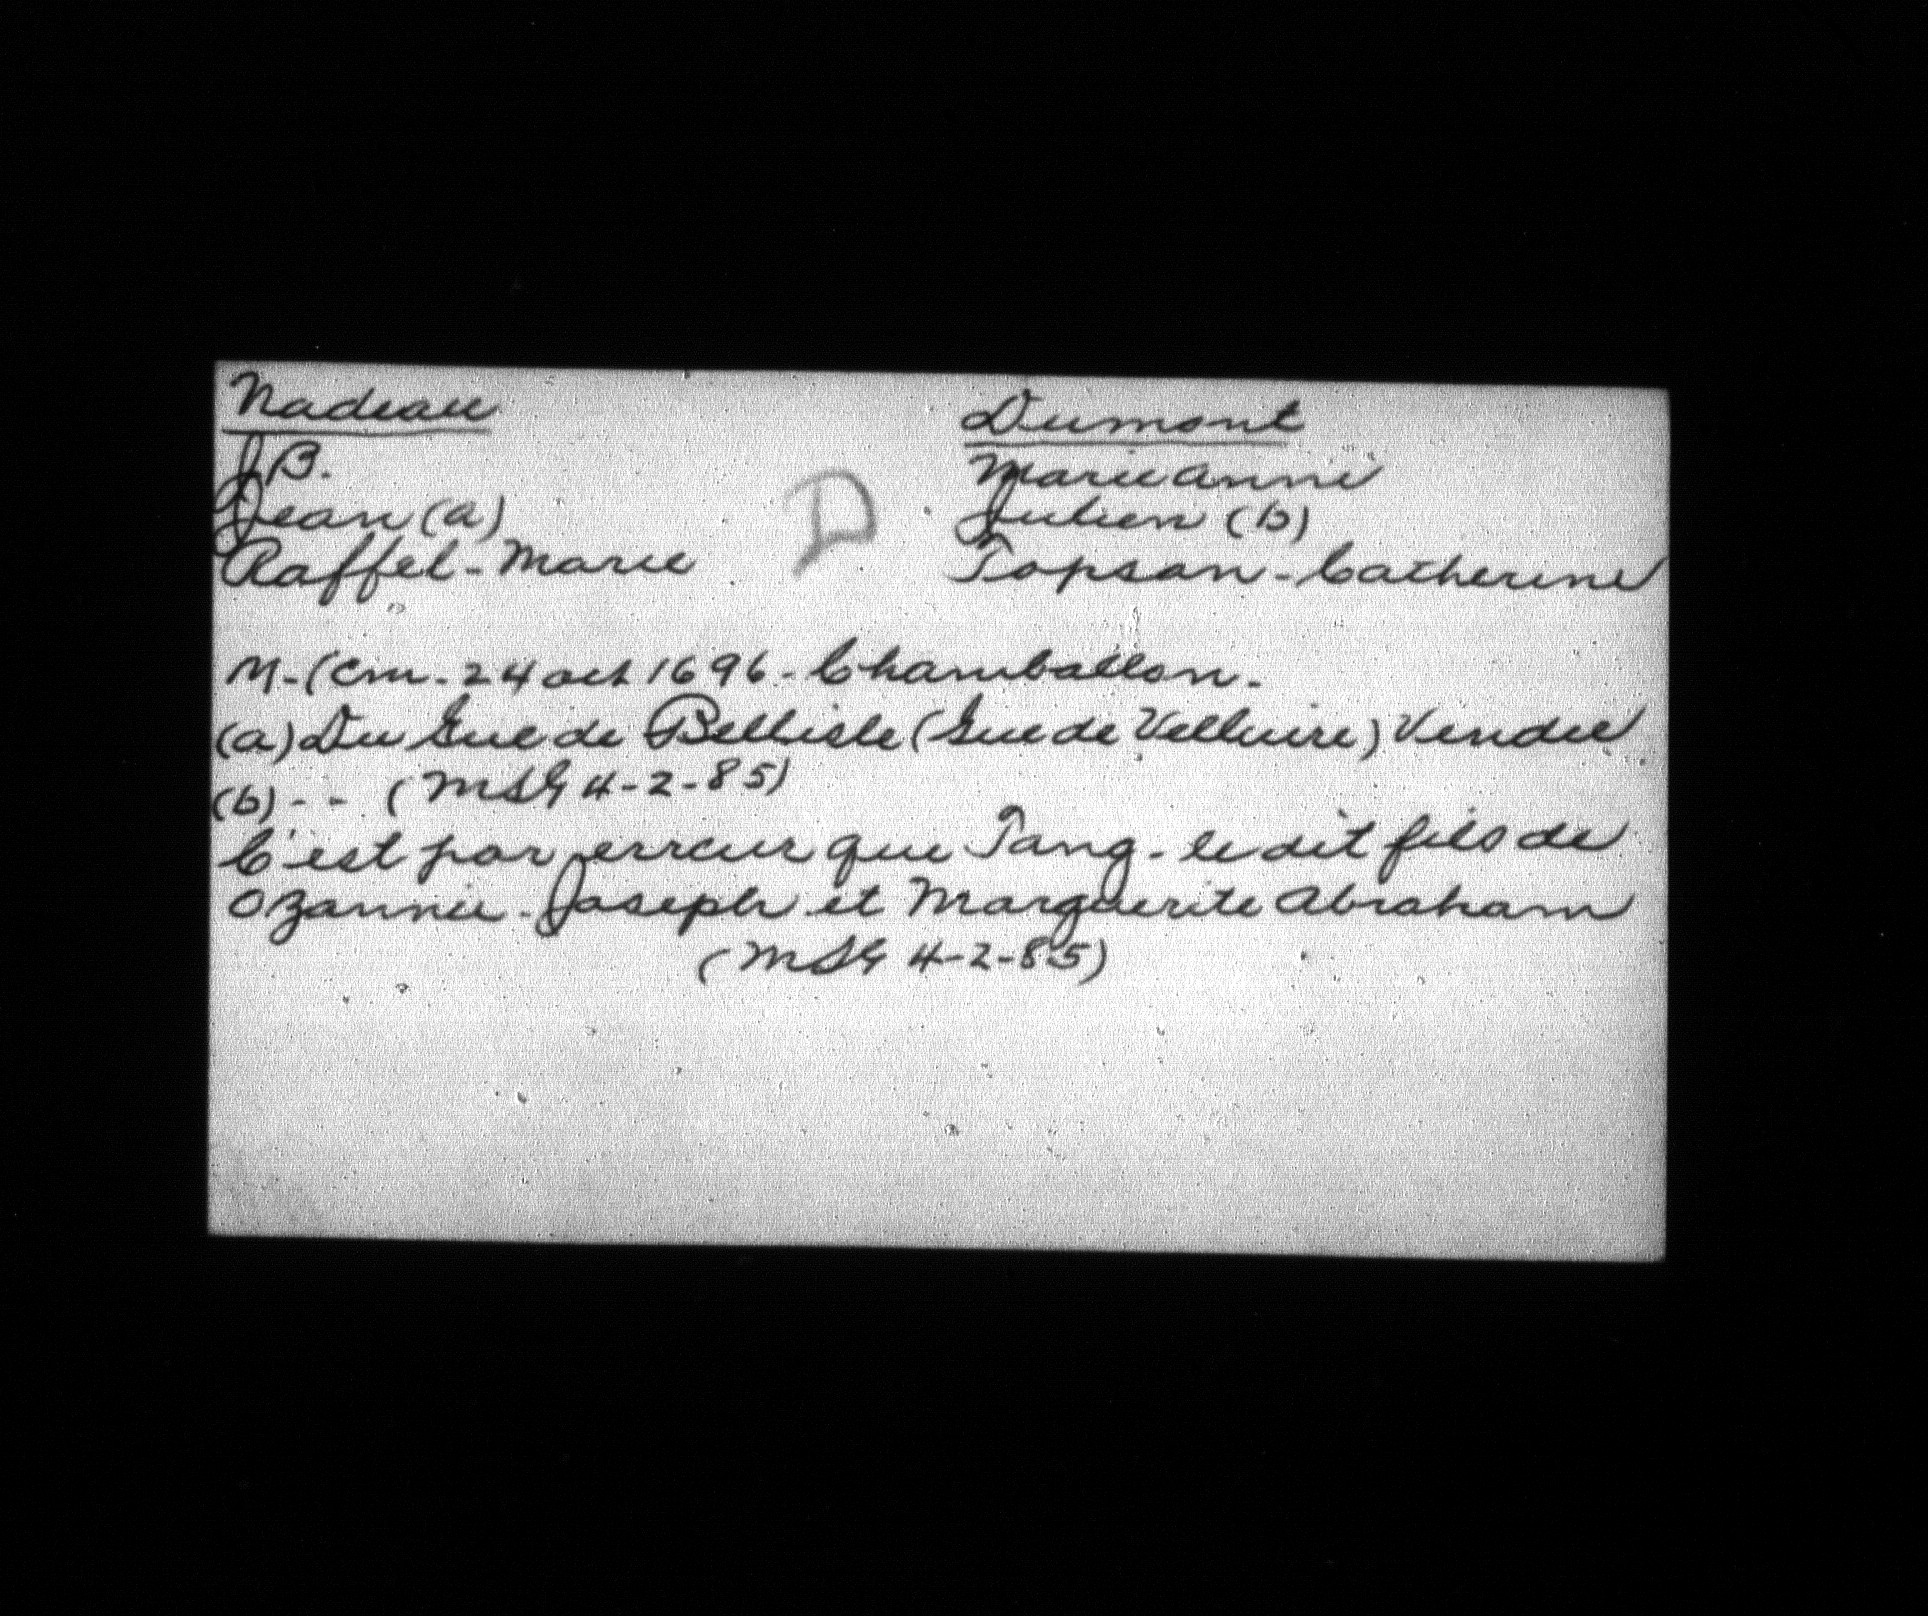 Nadeau
Dumont
J B.
Marie Anne
Jean (a)
D
Julien (b)
Raffel - Marie
Topsan - Catherine
M - (Cm - 24 oct 1696 - Chamballon -
(a) Du Gue de Bellisle (Gue de Velluire) Vendee
(b) - - (MSG 4-2-85)
C'est par erreur que Tang - le dit fils de
Ozannie - Joseph et Marguerite Abraham
(MSG 4-2-85)